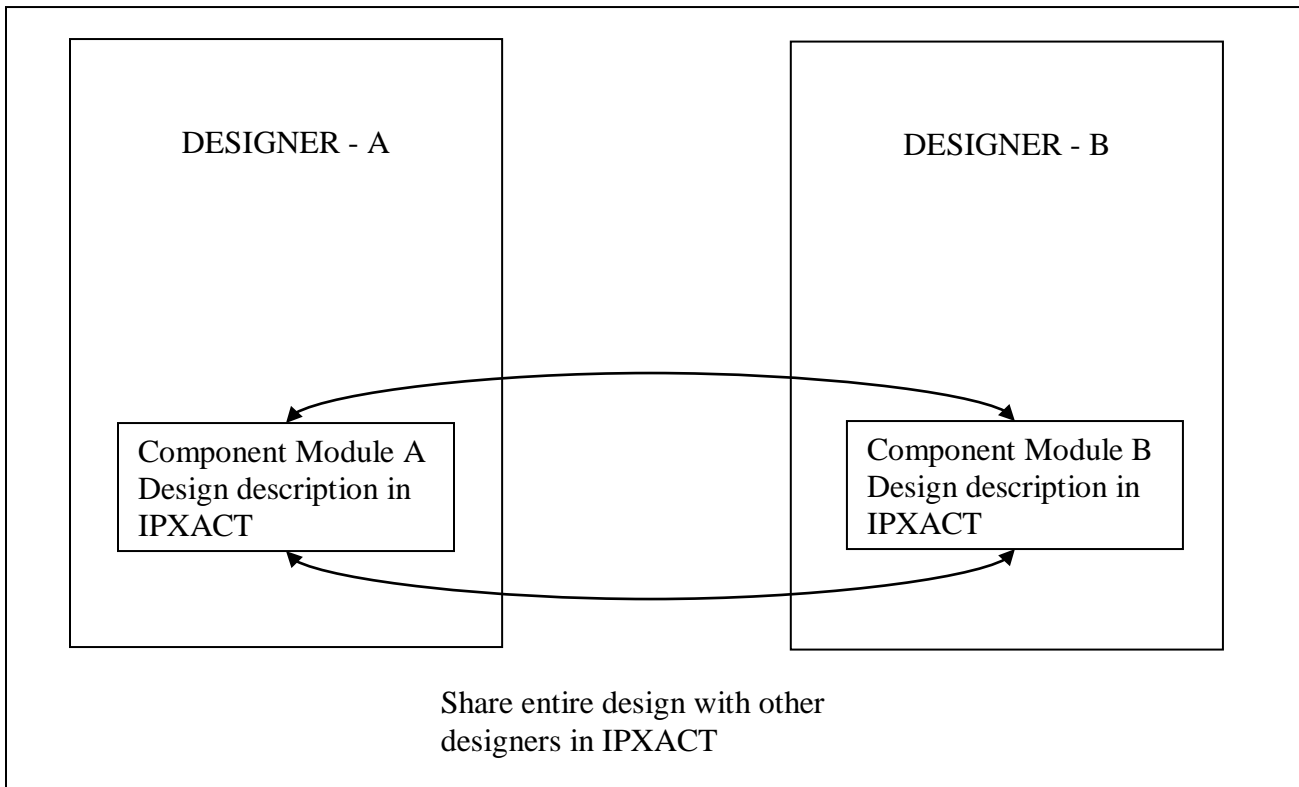 DESIGNER - A
DESIGNER - B
Component Module A
Design description in
IPXACT
Component Module B
Design description in
IPXACT
Share entire design with other
designers in IPXACT